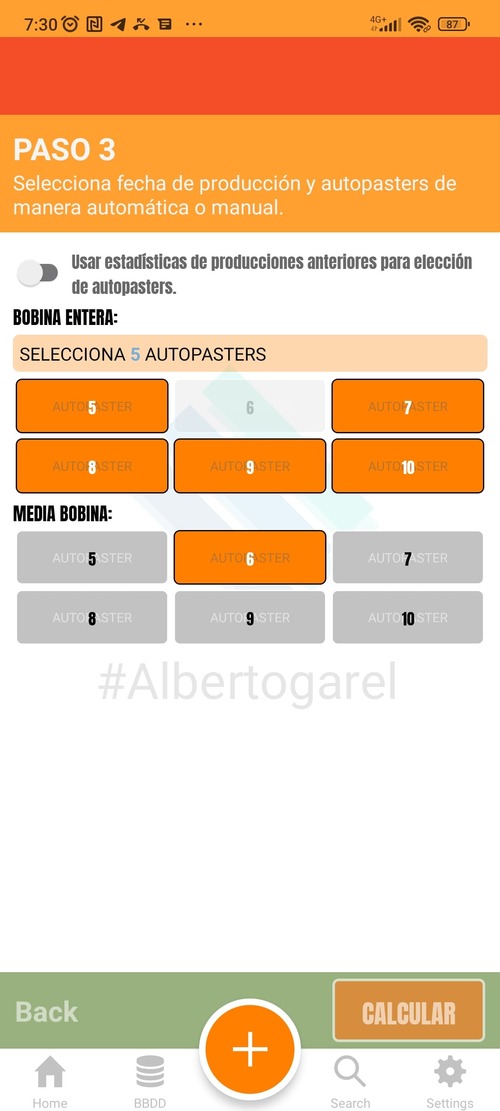 7:30
4G+
87
PASO 3
Selecciona fecha de producción y autopasters de
manera automática o manual.
Usar estadísticas de producciones anteriores para elección
de autopasters.
BOBINA ENTERA:
SELECCIONA 5 AUTOPASTERS
AUTOPASTER 5
6
AUTOPASTER 7
AUTOPASTER 8
AUTOPASTER 9
AUTOPASTER 10
MEDIA BOBINA:
AUTOPASTER 5
AUTOPASTER 6
AUTOPASTER 7
AUTOPASTER 8
AUTOPASTER 9
AUTOPASTER 10
#Albertogarel
Back
CALCULAR
Home
BBDD
Search
Settings